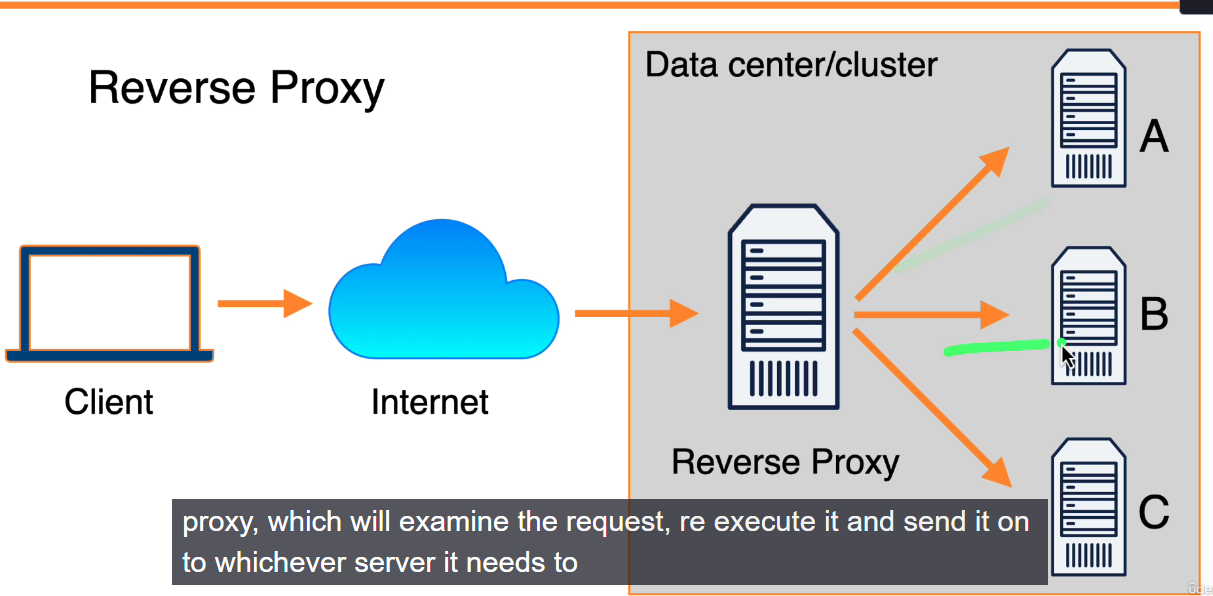 Reverse Proxy
Data center/cluster
A
B
C
Client
Internet
Reverse Proxy
proxy, which will examine the request, re execute it and send it on
to whichever server it needs to